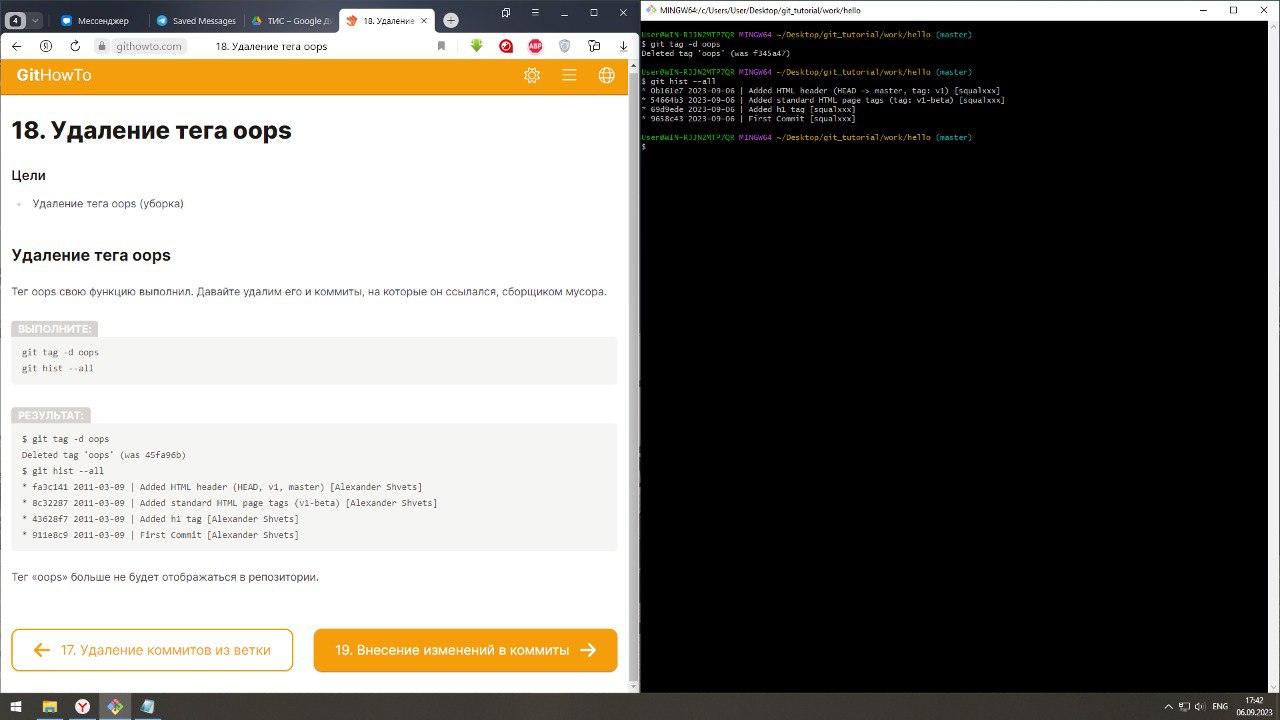 4
Мессенджер
Saved Messages
ТИС – Google Д
18. Удаление
githowto.com
18. Удаление тега oops
ABP
GitHowTo
18. Удаление тега oops
Цели
Удаление тега oops (уборка)
Удаление тега oops
Тег oops свою функцию выполнил. Давайте удалим его и коммиты, на которые он ссылался, сборщиком мусора.
ВЫПОЛНИТЕ:
git tag -d oops
git hist --all
РЕЗУЛЬТАТ:
$ git tag -d oops
Deleted tag 'oops' (was 45fa96b)
$ git hist --all
* fa3c141 2011-03-09 | Added HTML header (HEAD, v1, master) [Alexander Shvets]
* 8c32287 2011-03-09 | Added standard HTML page tags (v1-beta) [Alexander Shvets]
* 43628f7 2011-03-09 | Added h1 tag [Alexander Shvets]
* 911e8c9 2011-03-09 | First Commit [Alexander Shvets]
Тег «oops» больше не будет отображаться в репозитории.
← 17. Удаление коммитов из ветки
19. Внесение изменений в коммиты →
MINGW64:/c/Users/User/Desktop/git_tutorial/work/hello
User@WIN-RJJN2MTP7QR MINGW64 ~/Desktop/git_tutorial/work/hello (master)
$ git tag -d oops
Deleted tag 'oops' (was f345a47)
User@WIN-RJJN2MTP7QR MINGW64 ~/Desktop/git_tutorial/work/hello (master)
$ git hist --all
* 0b161e7 2023-09-06 | Added HTML header (HEAD -> master, tag: v1) [squalxxx]
* 54664b3 2023-09-06 | Added standard HTML page tags (tag: v1-beta) [squalxxx]
* 69d9ede 2023-09-06 | Added h1 tag [squalxxx]
* 9658c43 2023-09-06 | First Commit [squalxxx]
User@WIN-RJJN2MTP7QR MINGW64 ~/Desktop/git_tutorial/work/hello (master)
$
ENG
17:42
06.09.2023